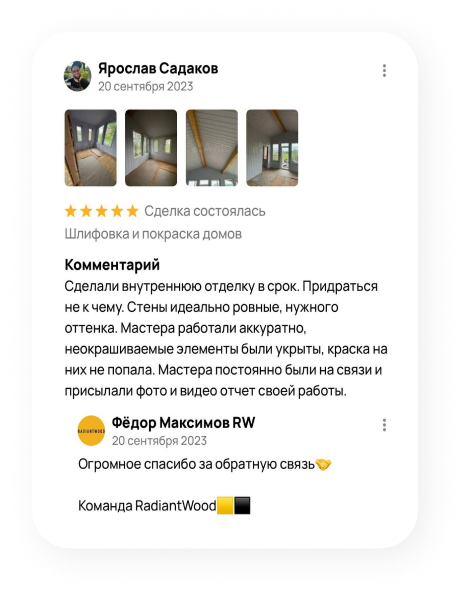 Ярослав Садаков
20 сентября 2023
Сделка состоялась
Шлифовка и покраска домов
Комментарий
Сделали внутреннюю отделку в срок. Придраться
не к чему. Стены идеально ровные, нужного
оттенка. Мастера работали аккуратно,
неокрашиваемые элементы были укрыты, краска на
них не попала. Мастера постоянно были на связи и
присылали фото и видео отчет своей работы.
RADIANTWOOD
Фёдор Максимов RW
20 сентября 2023
Огромное спасибо за обратную связь🤝
Команда RadiantWood🟨⬛